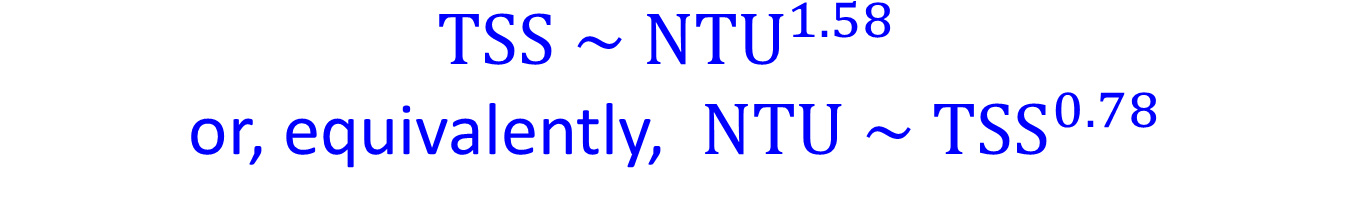 TSS ~ NTU^1.58
or, equivalently, NTU ~ TSS^0.78